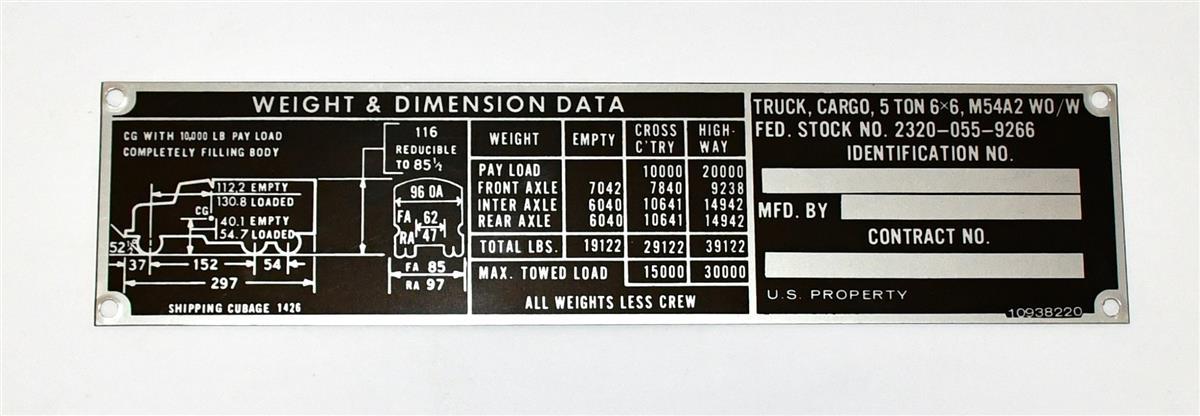 WEIGHT & DIMENSION DATA
CG WITH 10,000 LB PAY LOAD
COMPLETELY FILLING BODY
116
REDUCIBLE
TO 85½
112.2 EMPTY
130.8 LOADED
CG
40.1 EMPTY
54.7 LOADED
52½
37 152 54
297
SHIPPING CUBAGE 1426
96 OA
FA 62
RA 47
FA 85
RA 97
WEIGHT EMPTY CROSS C'TRY HIGH-WAY
PAY LOAD 10000 20000
FRONT AXLE 7042 7840 9238
INTER AXLE 6040 10641 14942
REAR AXLE 6040 10641 14942
TOTAL LBS. 19122 29122 39122
MAX. TOWED LOAD 15000 30000
ALL WEIGHTS LESS CREW
TRUCK, CARGO, 5 TON 6×6, M54A2 WO/W
FED. STOCK NO. 2320-055-9266
IDENTIFICATION NO.
MFD. BY
CONTRACT NO.
U.S. PROPERTY
10938220